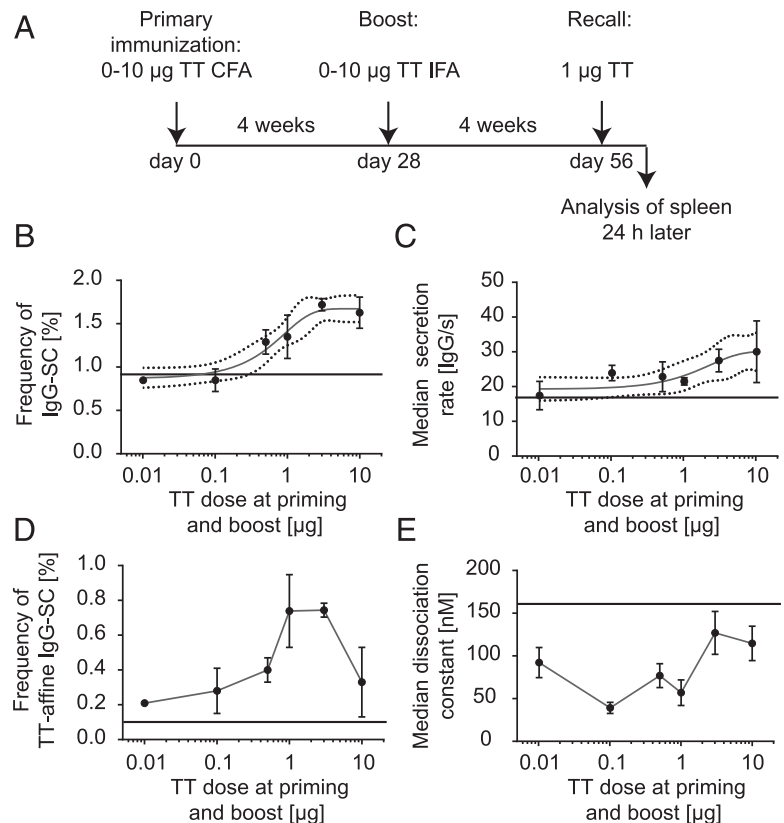 A
Primary
immunization:
0-10 µg TT CFA
Boost:
0-10 µg TT IFA
Recall:
1 µg TT
4 weeks
4 weeks
day 0
day 28
day 56
Analysis of spleen
24 h later
B
Frequency of
IgG-SC [%]
2.0
1.5
1.0
0.5
0.0
0.01
0.1
1
10
TT dose at priming
and boost [µg]
C
Median secretion
rate [IgG/s]
50
40
30
20
10
0
0.01
0.1
1
10
TT dose at priming
and boost [µg]
D
Frequency of
TT-affine IgG-SC [%]
1.0
0.8
0.6
0.4
0.2
0.0
0.01
0.1
1
10
TT dose at priming
and boost [µg]
E
Median dissociation
constant [nM]
200
150
100
50
0
0.01
0.1
1
10
TT dose at priming
and boost [µg]